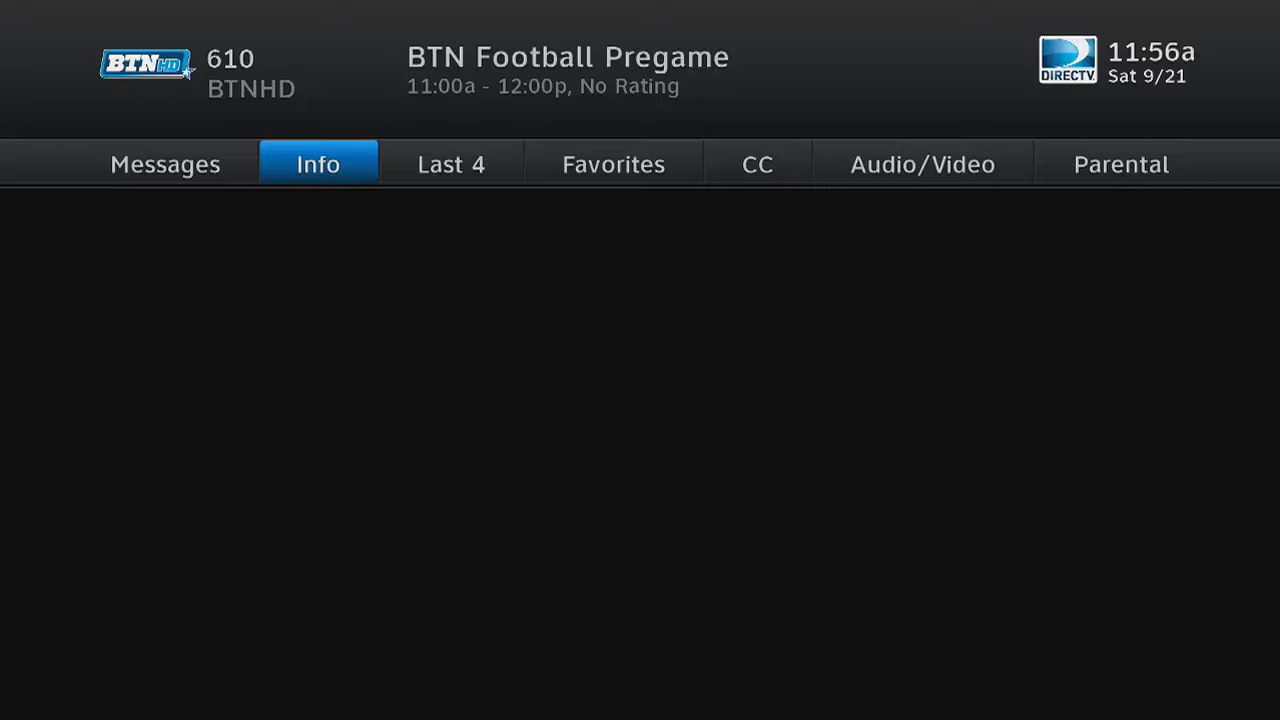 BTN HD
610
BTNHD
BTN Football Pregame
11:00a - 12:00p, No Rating
DIRECTV
11:56a
Sat 9/21
Messages
Info
Last 4
Favorites
CC
Audio/Video
Parental